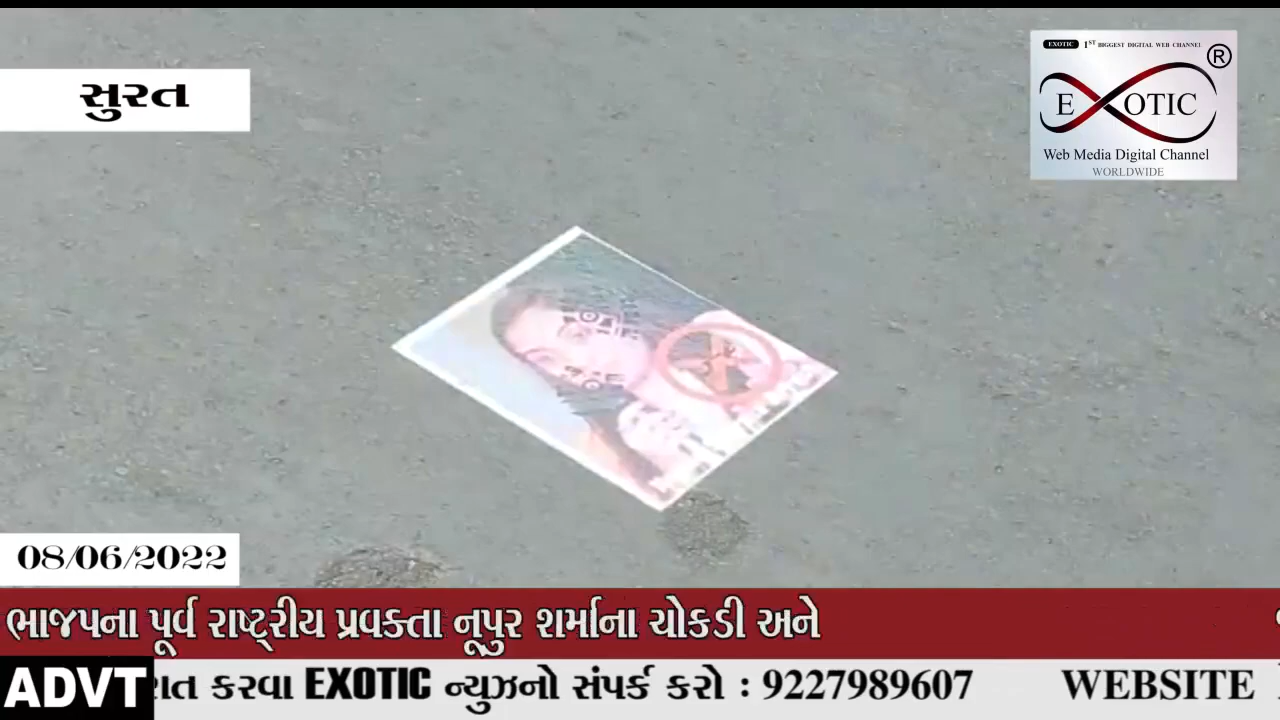 EXOTIC 1ST BIGGEST DIGITAL WEB CHANNEL
સુરત
EXOTIC ®
Web Media Digital Channel
WORLDWIDE
08/06/2022
ભાજપના પૂર્વ રાષ્ટ્રીય પ્રવક્તા નૂપુર શર્માના ચોકડી અને
ADVT કરવા EXOTIC ન્યુઝનો સંપર્ક કરો : 9227989607 WEBSITE